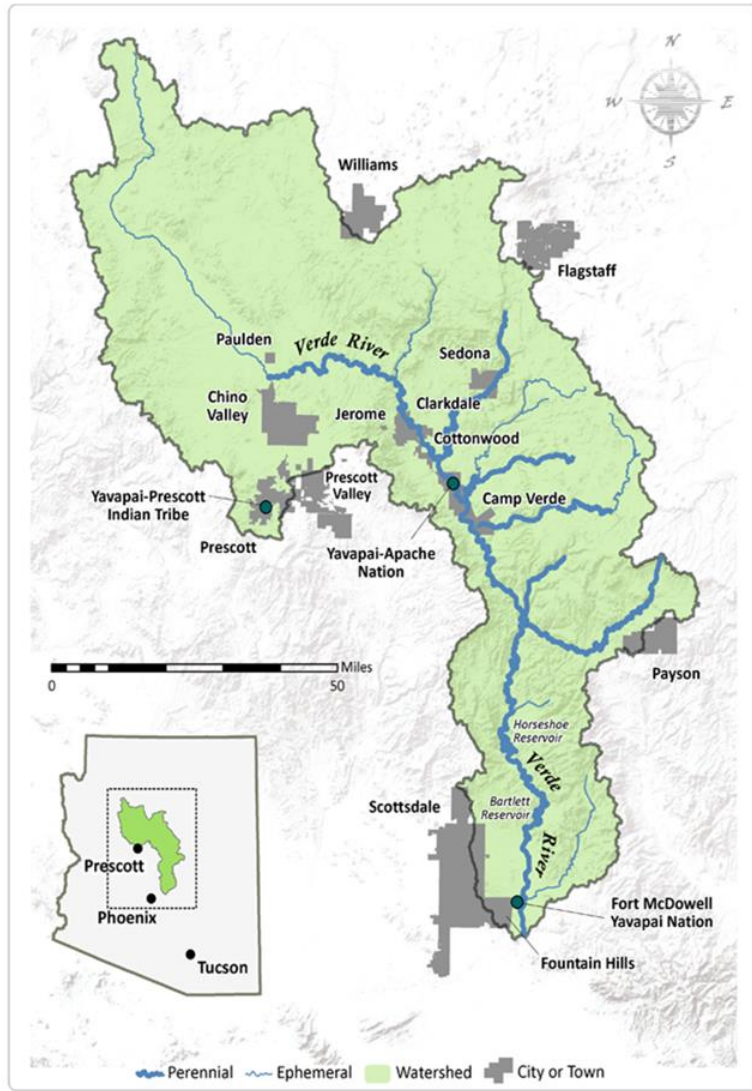 N
W
E
S
Williams
Flagstaff
Paulden
Verde River
Sedona
Chino
Valley
Jerome
Clarkdale
Cottonwood
Prescott
Valley
Yavapai-Prescott
Indian Tribe
Camp Verde
Prescott
Yavapai-Apache
Nation
Miles
0
50
Payson
Horseshoe
Reservoir
Verde
River
Scottsdale
Bartlett
Reservoir
Fort McDowell
Yavapai Nation
Fountain Hills
Prescott
Phoenix
Tucson
Perennial
Ephemeral
Watershed
City or Town